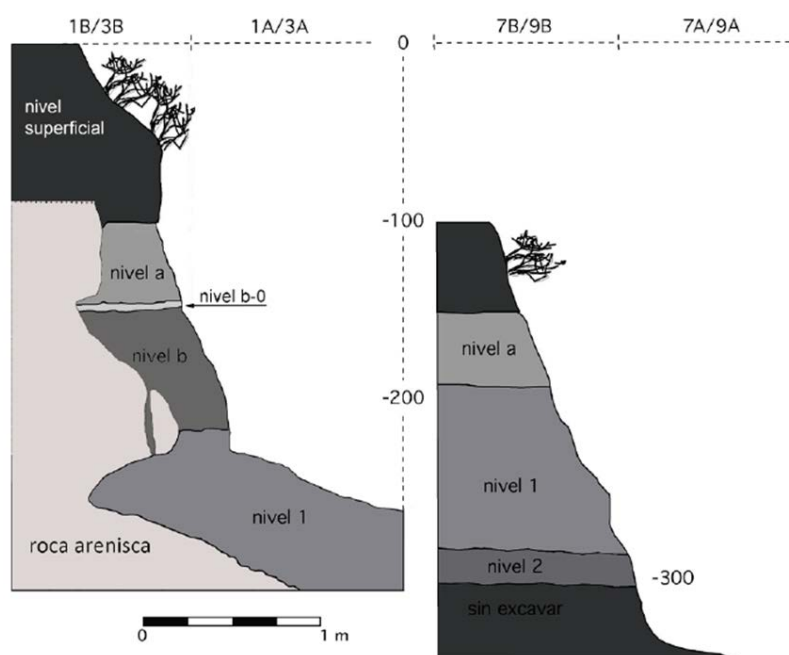 1B/3B
1A/3A
0
7B/9B
7A/9A
nivel
superficial
-100
nivel a
nivel b-0
nivel b
-200
nivel 1
roca arenisca
nivel a
nivel 1
nivel 2
-300
sin excavar
0
1 m